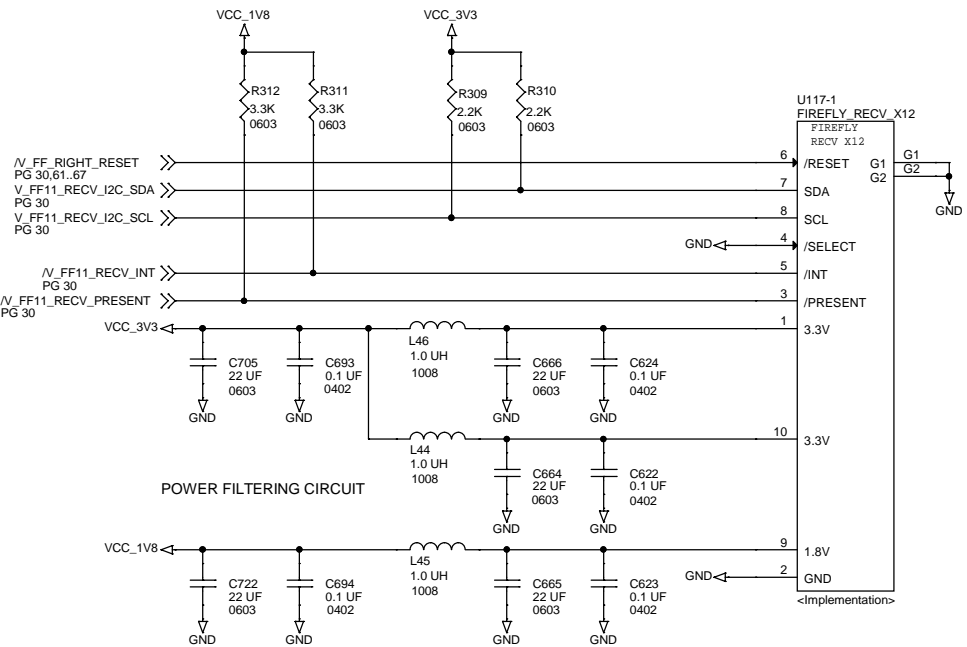 VCC_1V8
VCC_3V3
R312
3.3K
0603
R311
3.3K
0603
R309
2.2K
0603
R310
2.2K
0603
U117-1
FIREFLY_RECV_X12
FIREFLY
RECV X12
/V_FF_RIGHT_RESET
PG 30,61..67
V_FF11_RECV_I2C_SDA
PG 30
V_FF11_RECV_I2C_SCL
PG 30
/V_FF11_RECV_INT
PG 30
/V_FF11_RECV_PRESENT
PG 30
6
/RESET
7
SDA
8
SCL
GND
4
/SELECT
5
/INT
3
/PRESENT
G1
G1
G2
G2
GND
VCC_3V3
L46
1.0 UH
1008
1
3.3V
C705
22 UF
0603
GND
C693
0.1 UF
0402
GND
C666
22 UF
0603
GND
C624
0.1 UF
0402
GND
L44
1.0 UH
1008
10
3.3V
C664
22 UF
0603
GND
C622
0.1 UF
0402
GND
POWER FILTERING CIRCUIT
VCC_1V8
L45
1.0 UH
1008
9
1.8V
GND
2
GND
C722
22 UF
0603
GND
C694
0.1 UF
0402
GND
C665
22 UF
0603
GND
C623
0.1 UF
0402
GND
<Implementation>